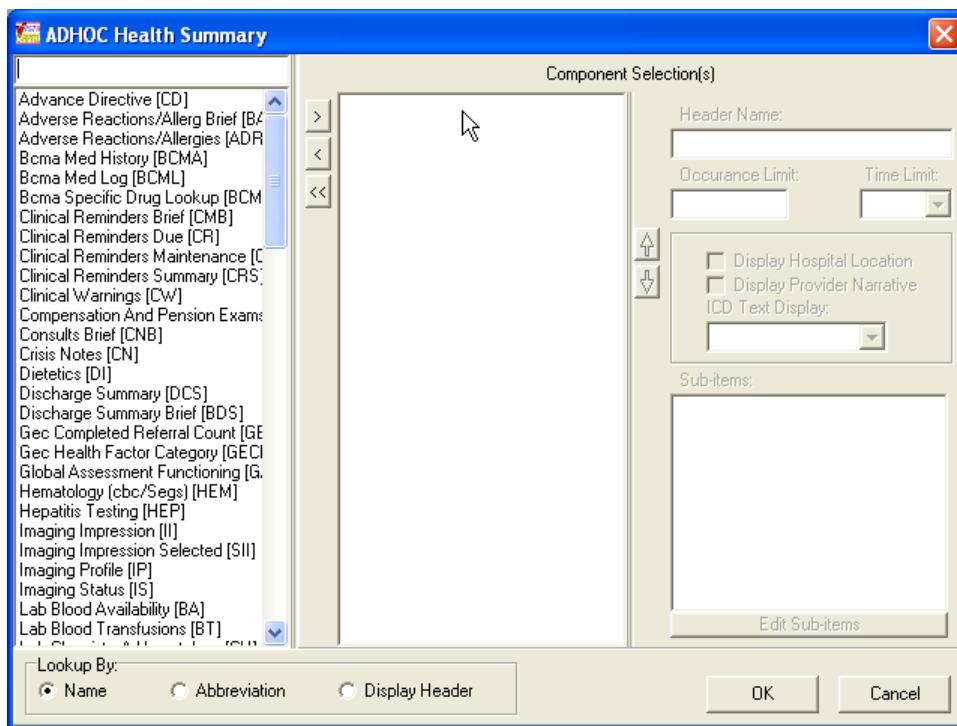 ADHOC Health Summary
Component Selection(s)
Advance Directive [CD]
Adverse Reactions/Allerg Brief [BA
Adverse Reactions/Allergies [ADR
Bcma Med History [BCMA]
Bcma Med Log [BCML]
Bcma Specific Drug Lookup [BCM
Clinical Reminders Brief [CMB]
Clinical Reminders Due [CR]
Clinical Reminders Maintenance [C
Clinical Reminders Summary [CRS]
Clinical Warnings [CW]
Compensation And Pension Exams
Consults Brief [CNB]
Crisis Notes [CN]
Dietetics [DI]
Discharge Summary [DCS]
Discharge Summary Brief [BDS]
Gec Completed Referral Count [GE
Gec Health Factor Category [GECI
Global Assessment Functioning [G
Hematology (cbc/Segs) [HEM]
Hepatitis Testing [HEP]
Imaging Impression [II]
Imaging Impression Selected [SII]
Imaging Profile [IP]
Imaging Status [IS]
Lab Blood Availability [BA]
Lab Blood Transfusions [BT]
>
<
<<
Header Name:
Occurance Limit: Time Limit:
Display Hospital Location
Display Provider Narrative
ICD Text Display:
Sub-items:
Edit Sub-items
Lookup By:
Name Abbreviation Display Header
OK Cancel